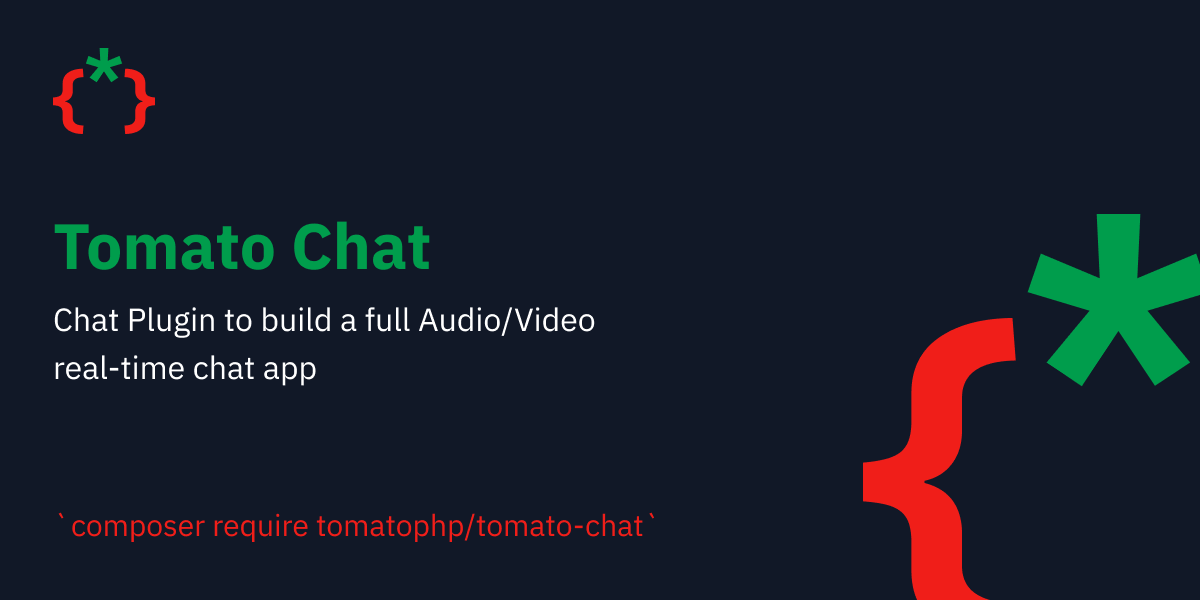 {*}
Tomato Chat
Chat Plugin to build a full Audio/Video
real-time chat app
`composer require tomatophp/tomato-chat`